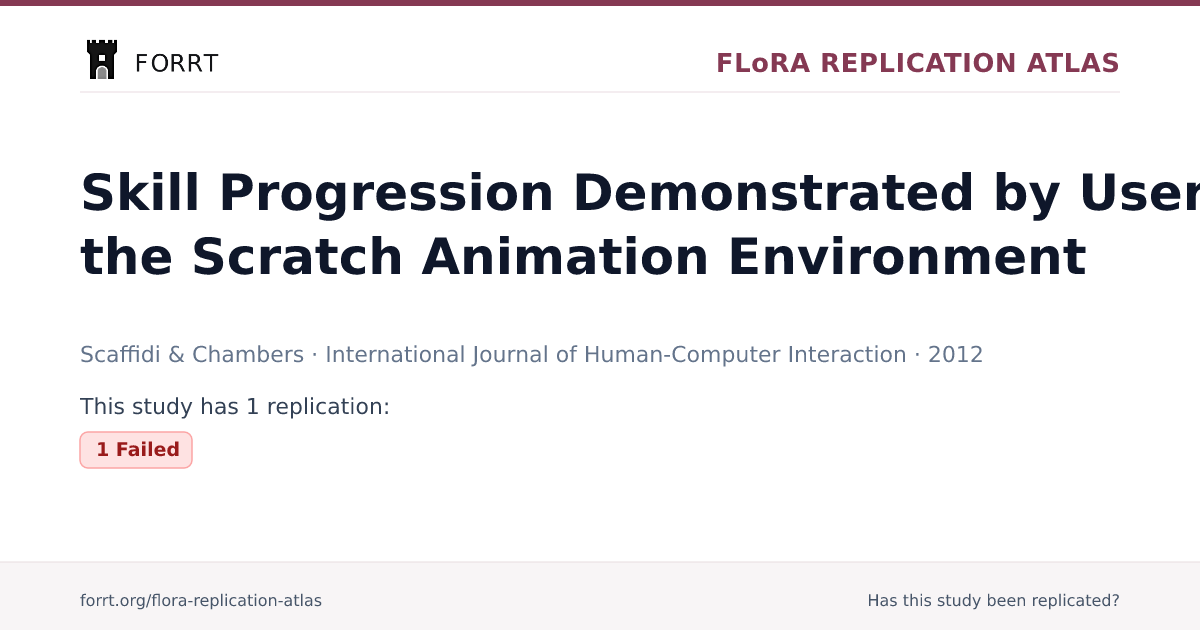 FORRT
FLoRA REPLICATION ATLAS
Skill Progression Demonstrated by User
the Scratch Animation Environment
Scaffidi & Chambers · International Journal of Human-Computer Interaction · 2012
This study has 1 replication:
1 Failed
forrt.org/flora-replication-atlas
Has this study been replicated?